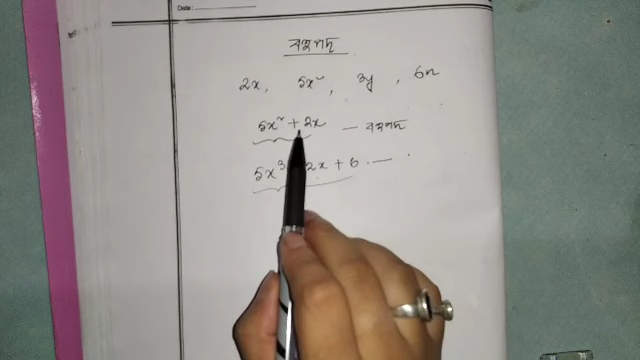 Date :
বহুপদ
2x, 5x², 3y, 6n
5x² + 2x — বহুপদ
5x³ 2x + 6 . —